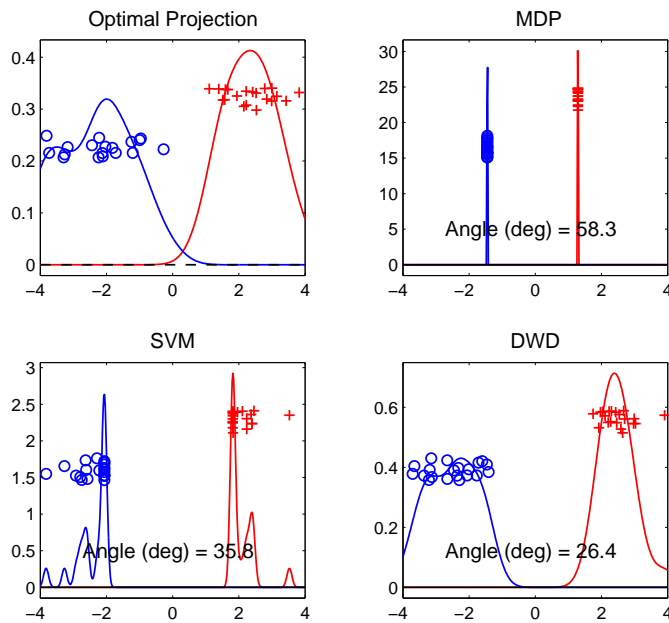 Optimal Projection
0.4
0.3
0.2
0.1
0
−4 −2 0 2 4
MDP
30
25
20
15
10
5
0
Angle (deg) = 58.3
−4 −2 0 2 4
SVM
3
2.5
2
1.5
1
0.5
0
Angle (deg) = 35.8
−4 −2 0 2 4
DWD
0.6
0.4
0.2
0
Angle (deg) = 26.4
−4 −2 0 2 4